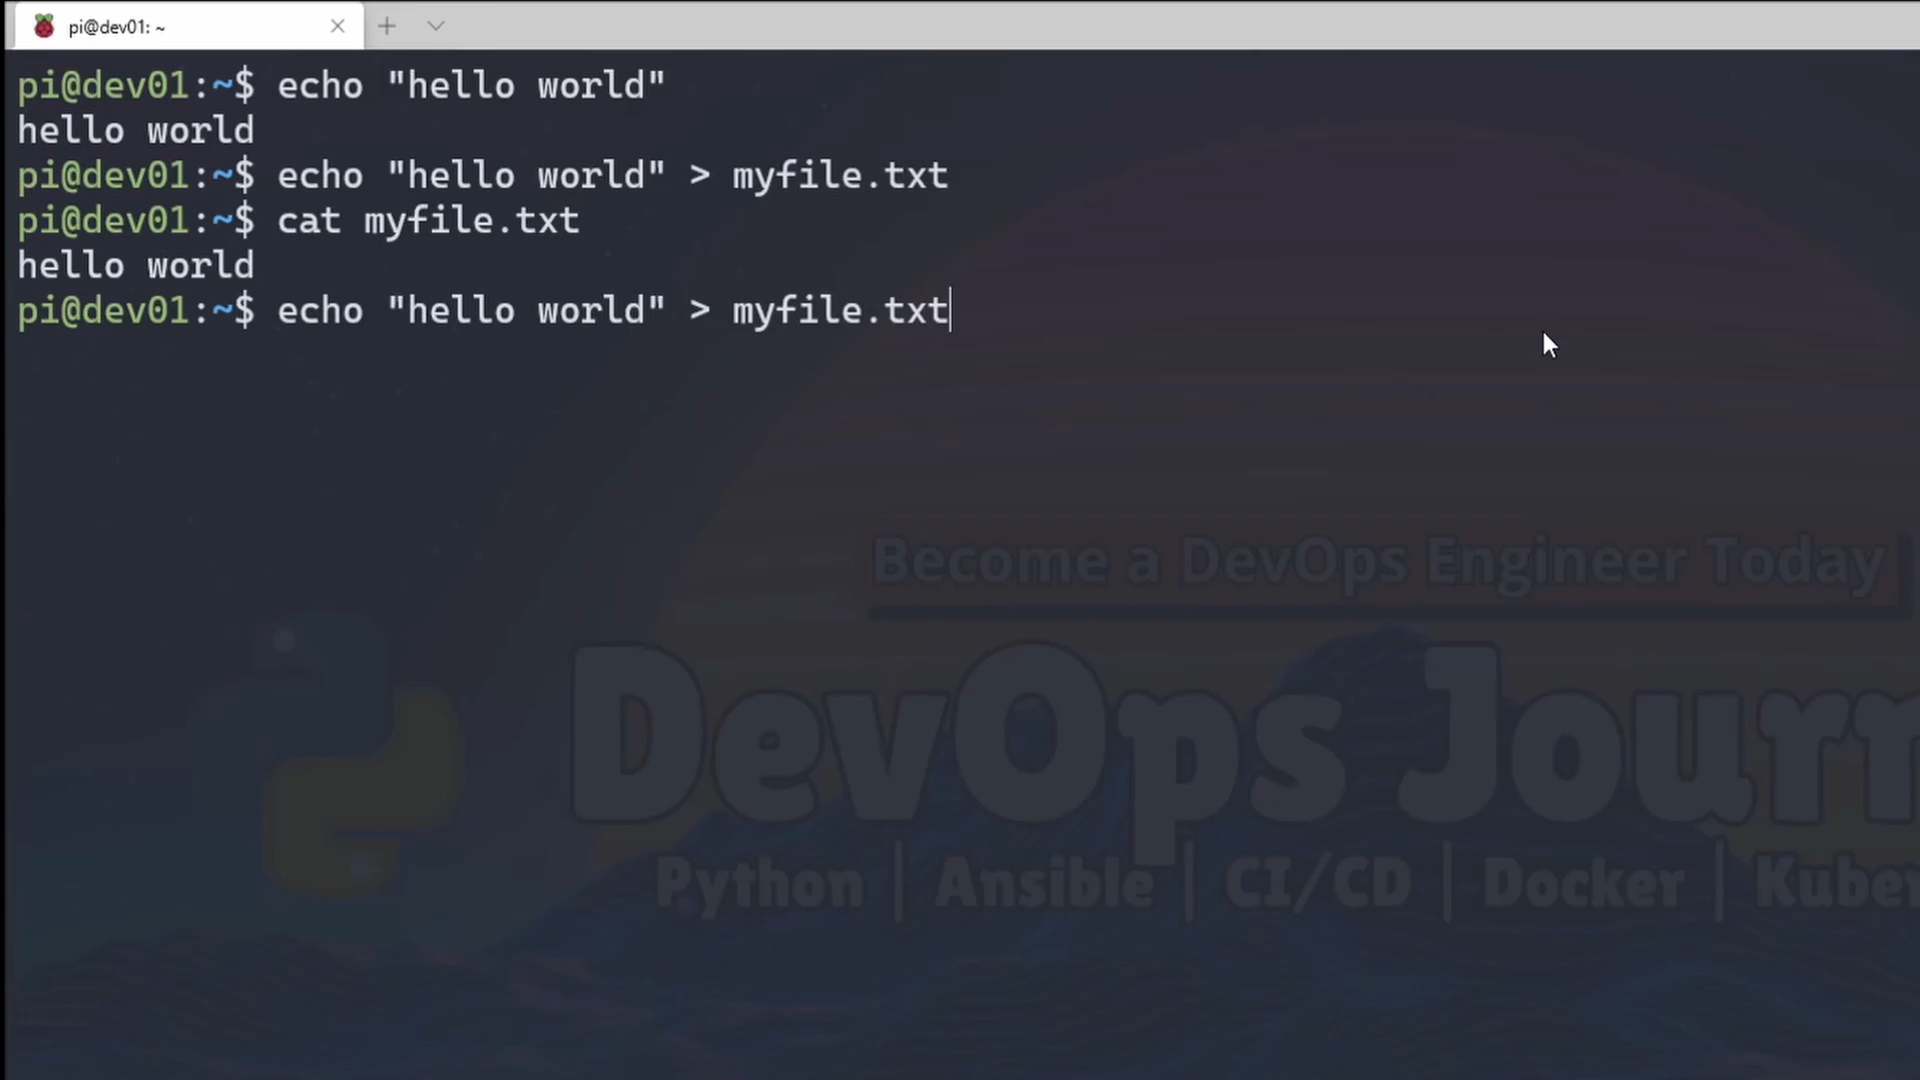 pi@dev01: ~
pi@dev01:~$ echo "hello world"
hello world
pi@dev01:~$ echo "hello world" > myfile.txt
pi@dev01:~$ cat myfile.txt
hello world
pi@dev01:~$ echo "hello world" > myfile.txt
Become a DevOps Engineer Today
DevOps Journ
Python | Ansible | CI/CD | Docker | Kuber